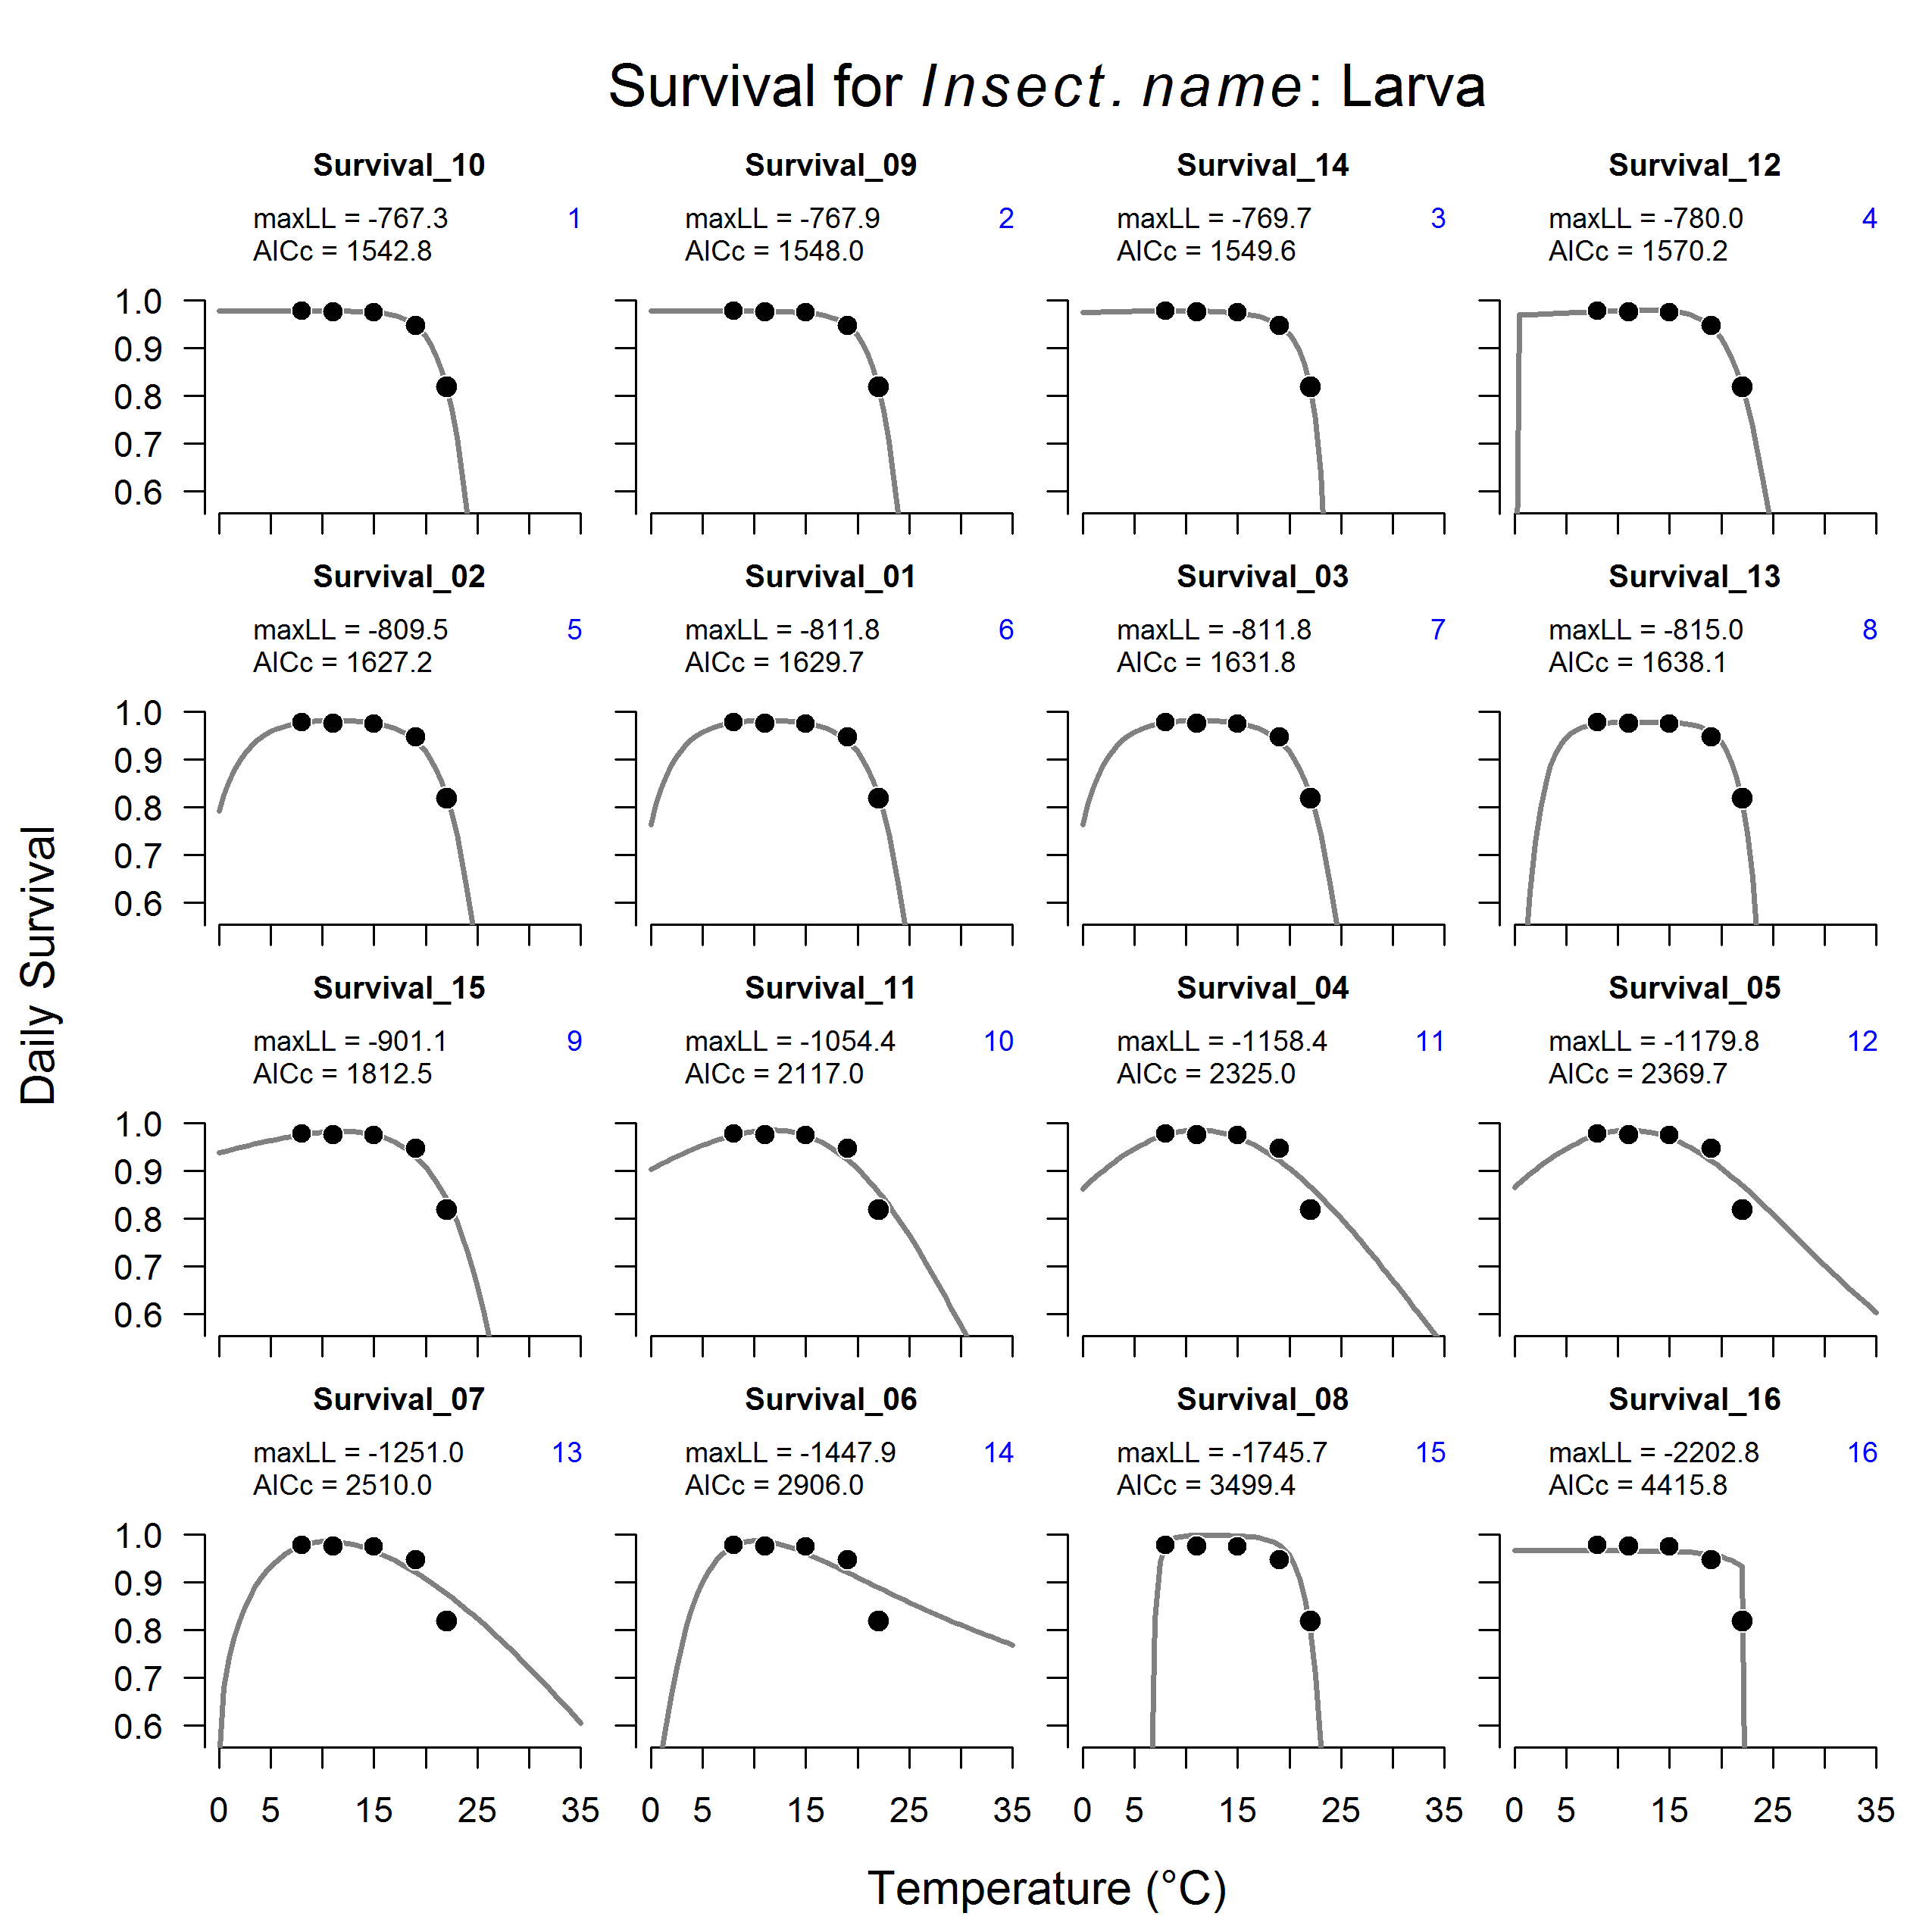 Survival for Insect. name: Larva
Survival_10 Survival_09 Survival_14 Survival_12
maxLL = -767.3 1 maxLL = -767.9 2 maxLL = -769.7 3 maxLL = -780.0 4
AICc = 1542.8 AICc = 1548.0 AICc = 1549.6 AICc = 1570.2
1.0
0.9
0.8
0.7
0.6
Survival_02 Survival_01 Survival_03 Survival_13
maxLL = -809.5 5 maxLL = -811.8 6 maxLL = -811.8 7 maxLL = -815.0 8
AICc = 1627.2 AICc = 1629.7 AICc = 1631.8 AICc = 1638.1
1.0
0.9
0.8
0.7
0.6
Daily Survival
Survival_15 Survival_11 Survival_04 Survival_05
maxLL = -901.1 9 maxLL = -1054.4 10 maxLL = -1158.4 11 maxLL = -1179.8 12
AICc = 1812.5 AICc = 2117.0 AICc = 2325.0 AICc = 2369.7
1.0
0.9
0.8
0.7
0.6
Survival_07 Survival_06 Survival_08 Survival_16
maxLL = -1251.0 13 maxLL = -1447.9 14 maxLL = -1745.7 15 maxLL = -2202.8 16
AICc = 2510.0 AICc = 2906.0 AICc = 3499.4 AICc = 4415.8
1.0
0.9
0.8
0.7
0.6
0 5 15 25 35 0 5 15 25 35 0 5 15 25 35 0 5 15 25 35
Temperature (°C)